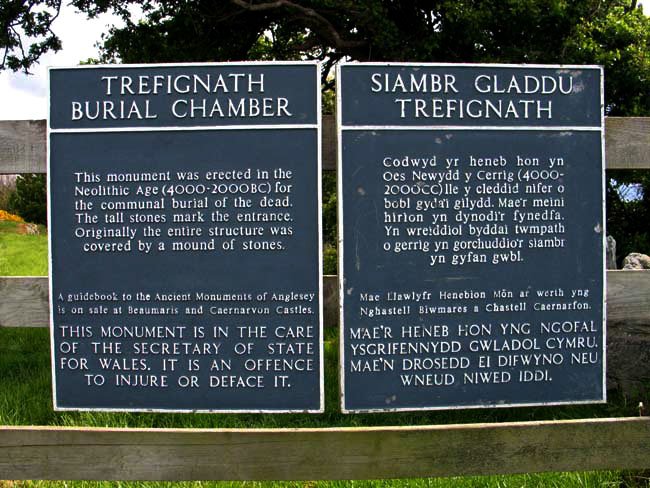 TREFIGNATH
BURIAL CHAMBER
This monument was erected in the
Neolithic Age (4000-2000BC) for
the communal burial of the dead.
The tall stones mark the entrance.
Originally the entire structure was
covered by a mound of stones.
A guidebook to the Ancient Monuments of Anglesey
is on sale at Beaumaris and Caernarvon Castles.
THIS MONUMENT IS IN THE CARE
OF THE SECRETARY OF STATE
FOR WALES. IT IS AN OFFENCE
TO INJURE OR DEFACE IT.
SIAMBR GLADDU
TREFIGNATH
Codwyd yr heneb hon yn
Oes Newydd y Cerrig (4000-
2000CC) lle y cleddid nifer o
bobl gyda'i gilydd. Mae'r meini
hirion yn dynodi'r fynedfa.
Yn wreiddiol byddai twmpath
o gerrig yn gorchuddio'r siambr
yn gyfan gwbl.
Mae Llawlyfr Henebion Môn ar werth yng
Nghastell Biwmares a Chastell Caernarfon.
MAE'R HENEB HON YNG NGOFAL
YSGRIFENNYDD GWLADOL CYMRU.
MAE'N DROSEDD EI DIFWYNO NEU
WNEUD NIWED IDDI.